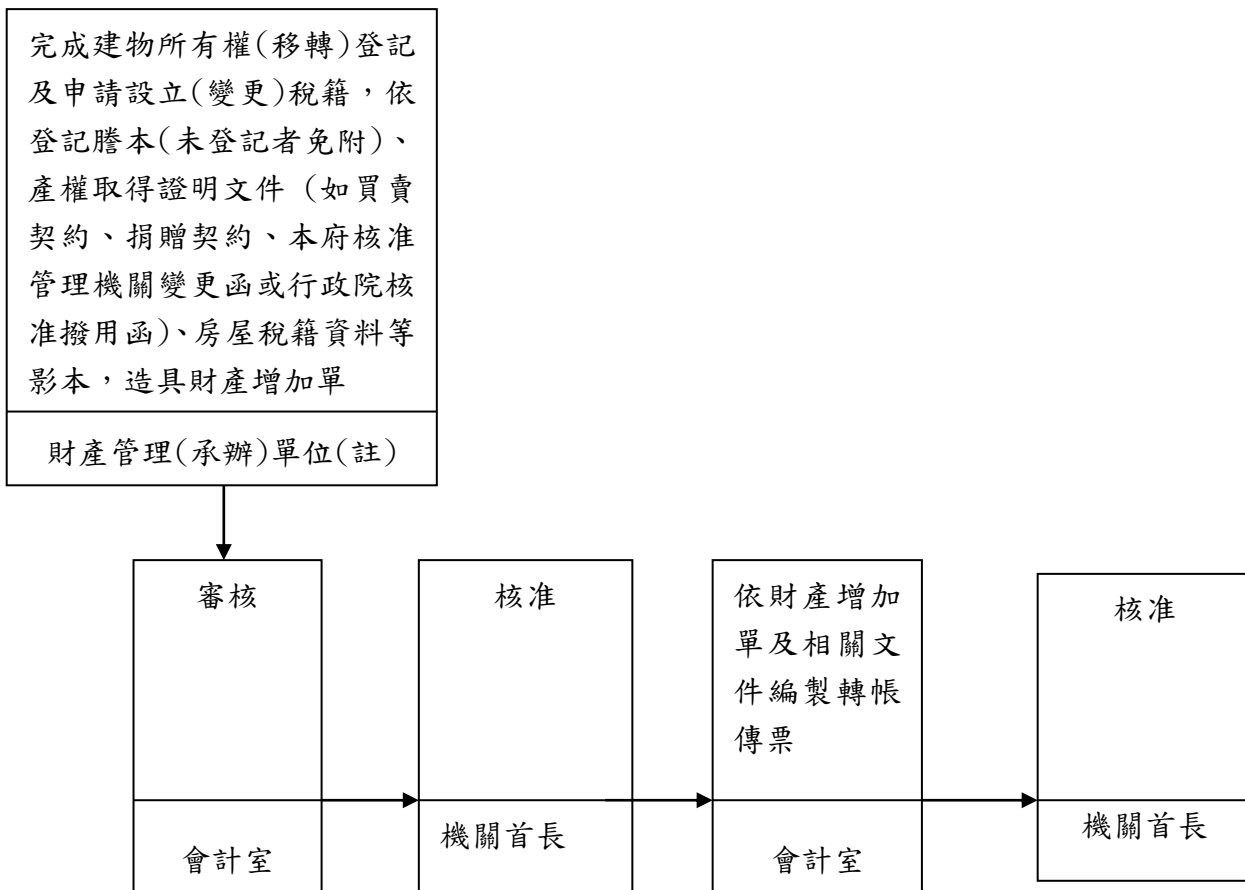 完成建物所有權(移轉)登記
及申請設立(變更)稅籍，依
登記謄本(未登記者免附)、
產權取得證明文件（如買賣
契約、捐贈契約、本府核准
管理機關變更函或行政院核
准撥用函)、房屋稅籍資料等
影本，造具財產增加單
財產管理(承辦)單位(註)
審核
會計室
核准
機關首長
依財產增加
單及相關文
件編製轉帳
傳票
會計室
核准
機關首長